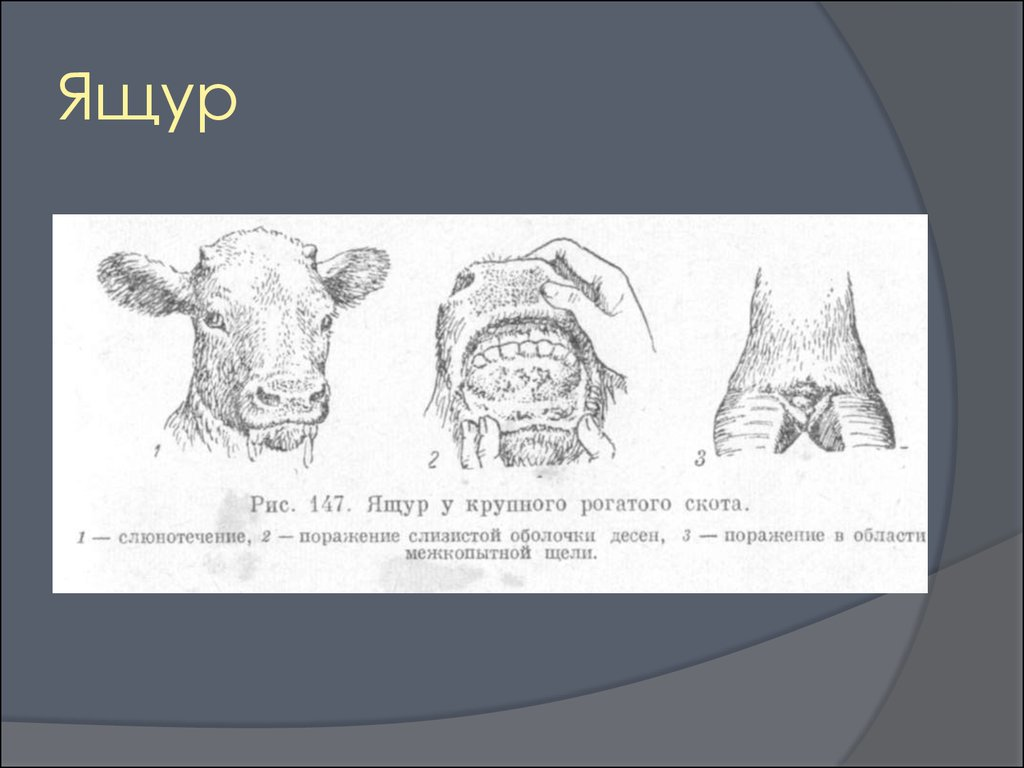 Ящур
1
2
3
Рис. 147. Ящур у крупного рогатого скота.
1 — слюнотечение, 2 — поражение слизистой оболочки десен, 3 — поражение в области
межкопытной щели.